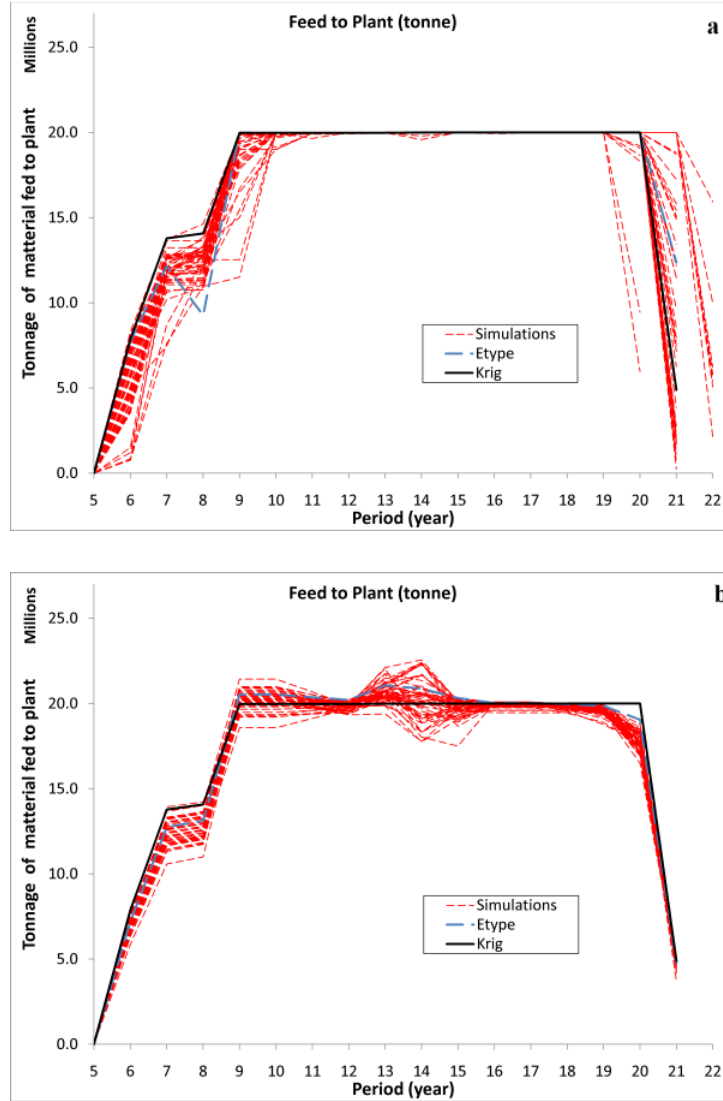 Feed to Plant (tonne)
a
Millions
Tonnage of matterial fed to plant
25.0
20.0
15.0
10.0
5.0
0.0
Simulations
Etype
Krig
5 6 7 8 9 10 11 12 13 14 15 16 17 18 19 20 21 22
Period (year)
Feed to Plant (tonne)
b
Millions
Tonnage of matterial fed to plant
25.0
20.0
15.0
10.0
5.0
0.0
Simulations
Etype
Krig
5 6 7 8 9 10 11 12 13 14 15 16 17 18 19 20 21 22
Period (year)